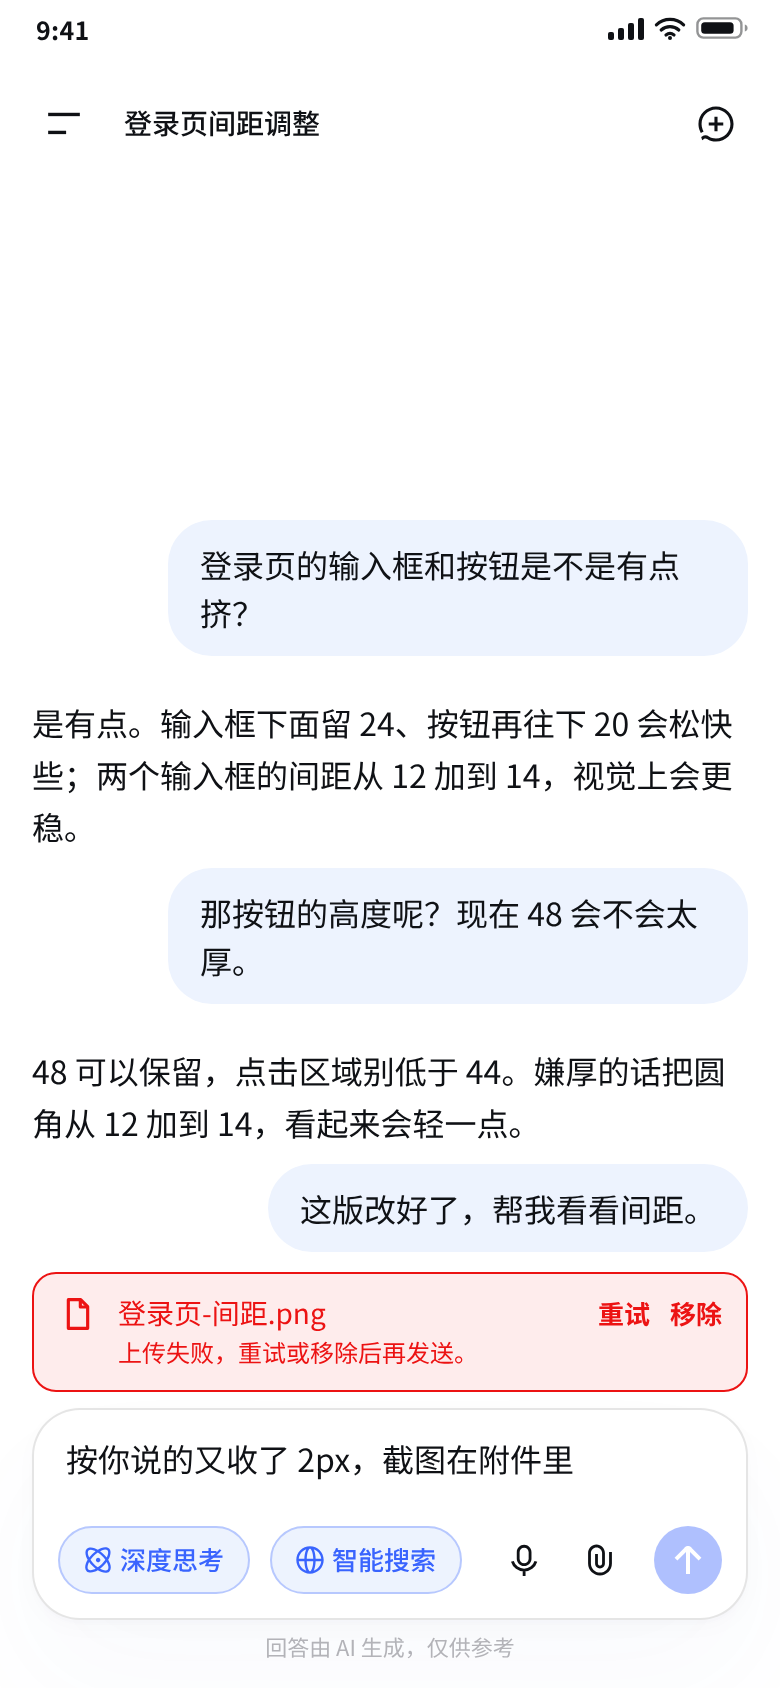 9:41
登录页间距调整
登录页的输入框和按钮是不是有点
挤？
是有点。输入框下面留 24、按钮再往下 20 会松快
些；两个输入框的间距从 12 加到 14，视觉上会更
稳。
那按钮的高度呢？现在 48 会不会太
厚。
48 可以保留，点击区域别低于 44。嫌厚的话把圆
角从 12 加到 14，看起来会轻一点。
这版改好了，帮我看看间距。
登录页-间距.png 重试 移除
上传失败，重试或移除后再发送。
按你说的又收了 2px，截图在附件里
深度思考 智能搜索
回答由 AI 生成，仅供参考